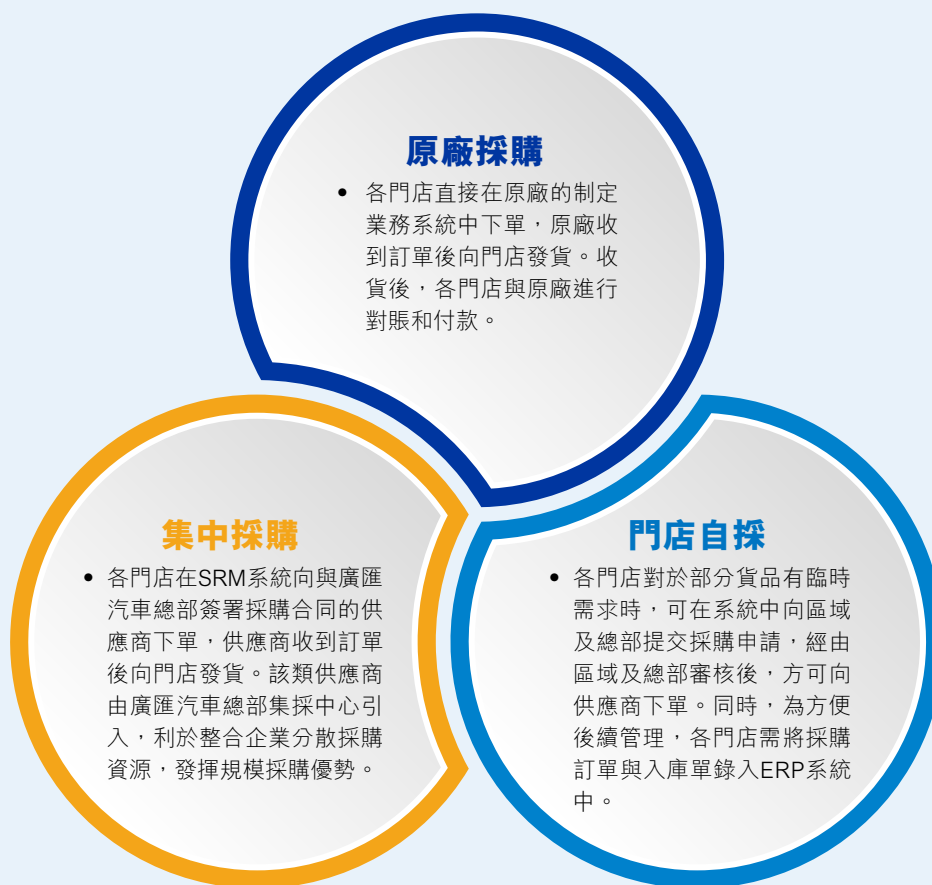 原廠採購
• 各門店直接在原廠的制定
業務系統中下單，原廠收
到訂單後向門店發貨。收
貨後，各門店與原廠進行
對賬和付款。
集中採購
• 各門店在SRM系統向與廣匯
汽車總部簽署採購合同的供
應商下單，供應商收到訂單
後向門店發貨。該類供應商
由廣匯汽車總部集採中心引
入，利於整合企業分散採購
資源，發揮規模採購優勢。
門店自採
• 各門店對於部分貨品有臨時
需求時，可在系統中向區域
及總部提交採購申請，經由
區域及總部審核後，方可向
供應商下單。同時，為方便
後續管理，各門店需將採購
訂單與入庫單錄入ERP系統
中。